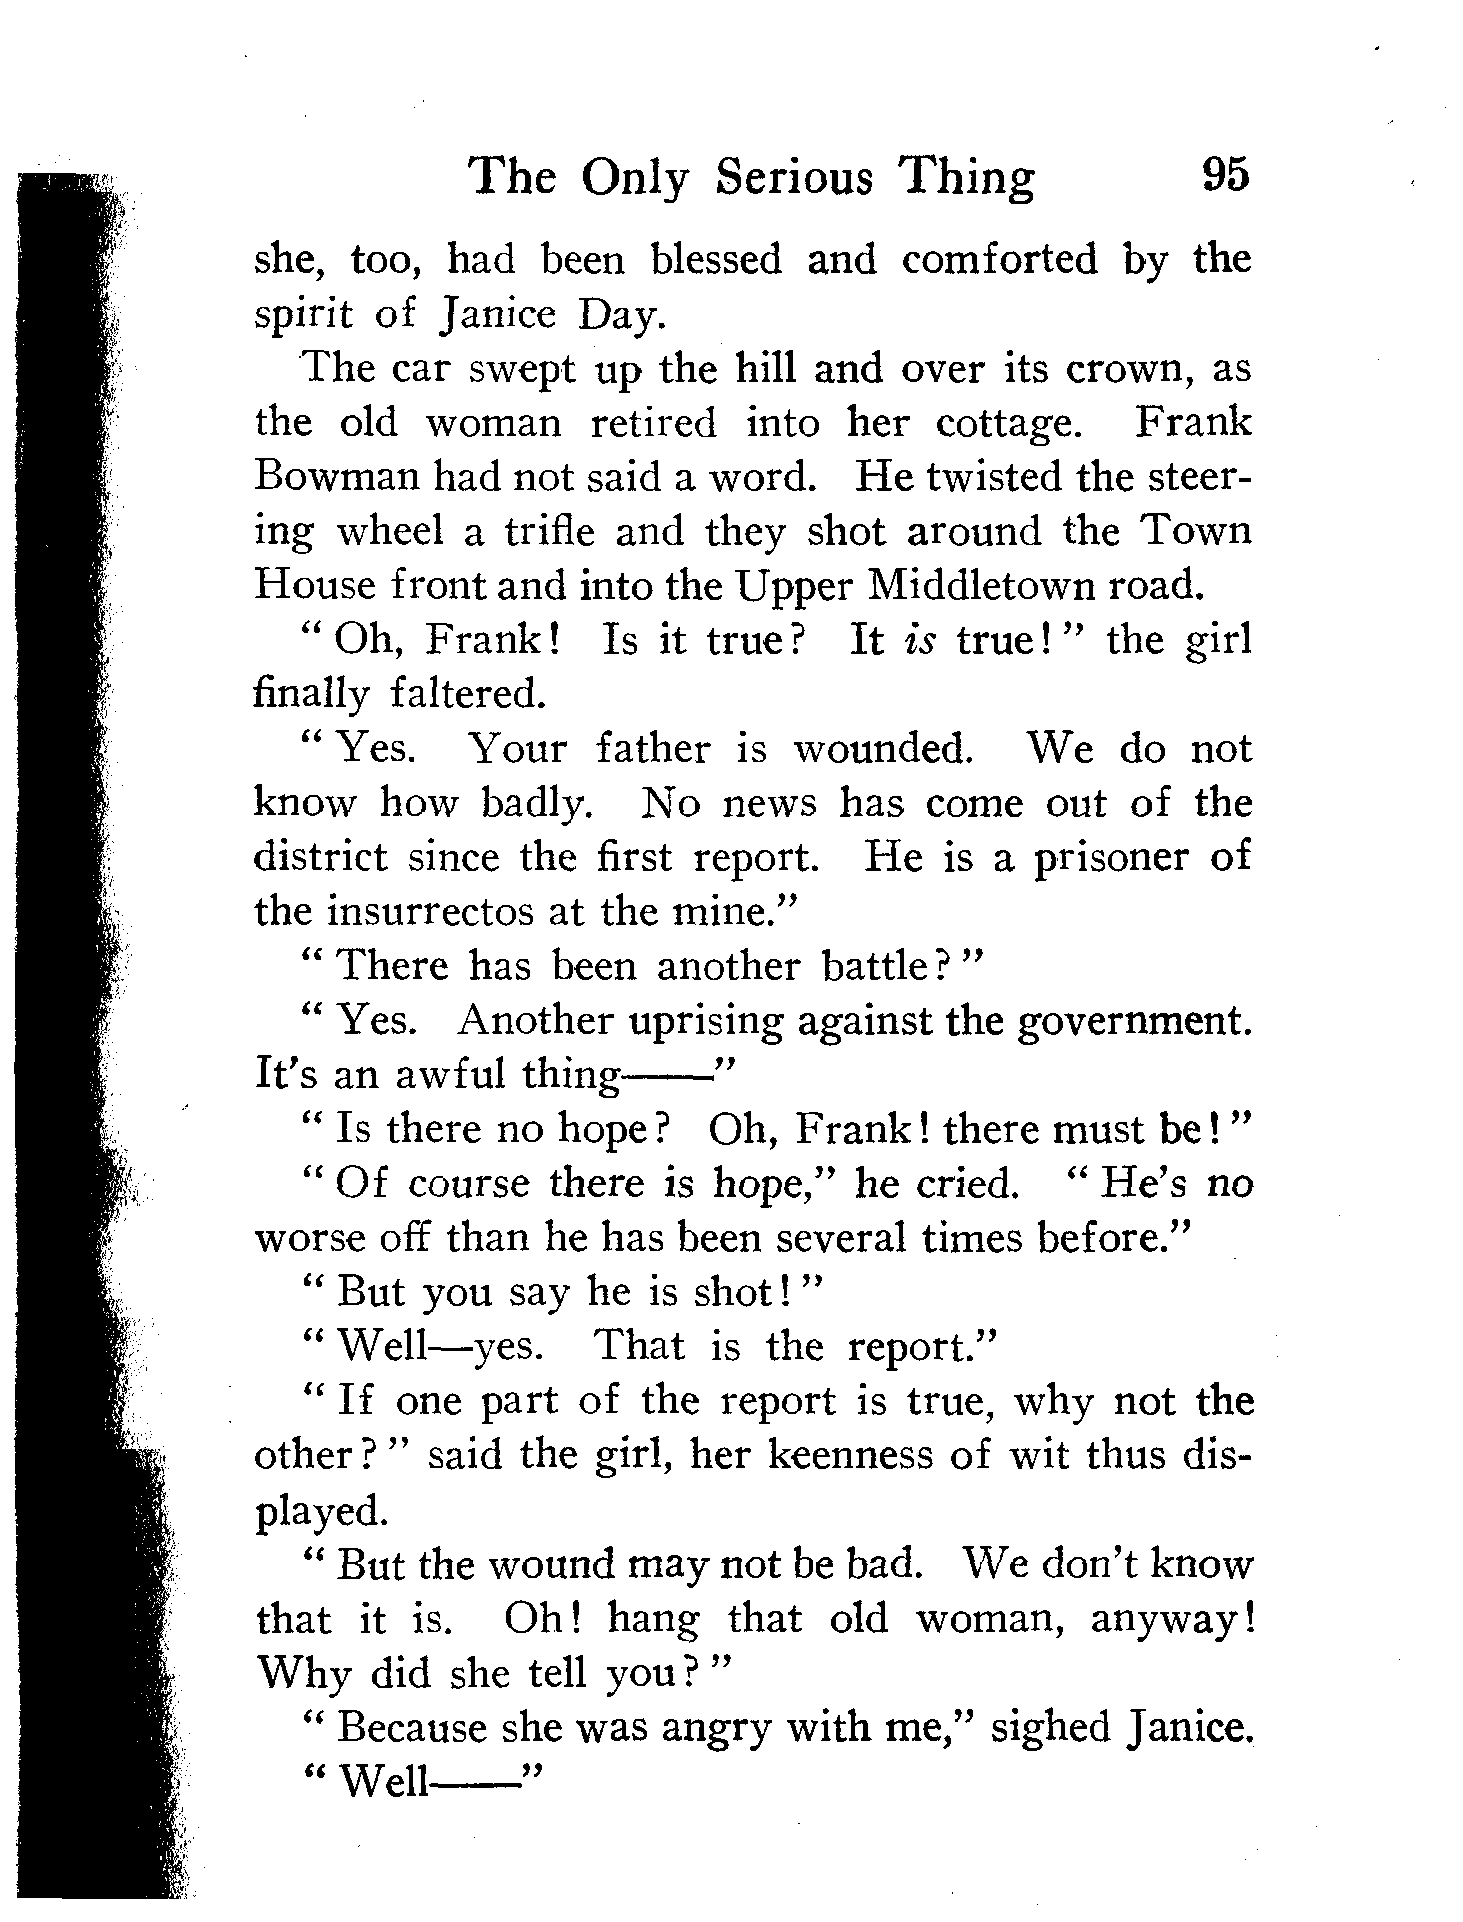 The Only Serious Thing 95
she, too, had been blessed and comforted by the
spirit of Janice Day.
The car swept up the hill and over its crown, as
the old woman retired into her cottage. Frank
Bowman had not said a word. He twisted the steer-
ing wheel a trifle and they shot around the Town
House front and into the Upper Middletown road.
“ Oh, Frank! Is it true? It is true! ” the girl
finally faltered.
“ Yes. Your father is wounded. We do not
know how badly. No news has come out of the
district since the first report. He is a prisoner of
the insurrectos at the mine.”
“ There has been another battle? ”
“ Yes. Another uprising against the government.
It's an awful thing——”
“ Is there no hope? Oh, Frank! there must be! ”
“ Of course there is hope,” he cried. “ He's no
worse off than he has been several times before.”
“ But you say he is shot! ”
“ Well—yes. That is the report.”
“ If one part of the report is true, why not the
other? ” said the girl, her keenness of wit thus dis-
played.
“ But the wound may not be bad. We don't know
that it is. Oh! hang that old woman, anyway!
Why did she tell you? ”
“ Because she was angry with me,” sighed Janice.
“ Well——”